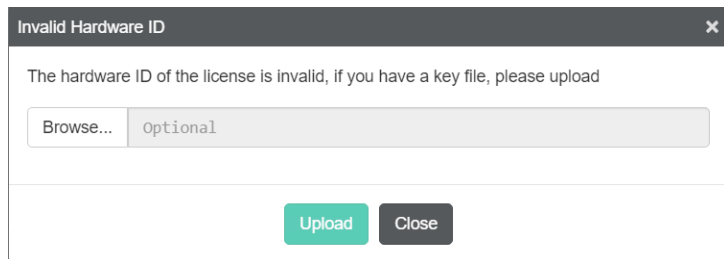 Invalid Hardware ID ×
The hardware ID of the license is invalid, if you have a key file, please upload
Browse... Optional
Upload Close